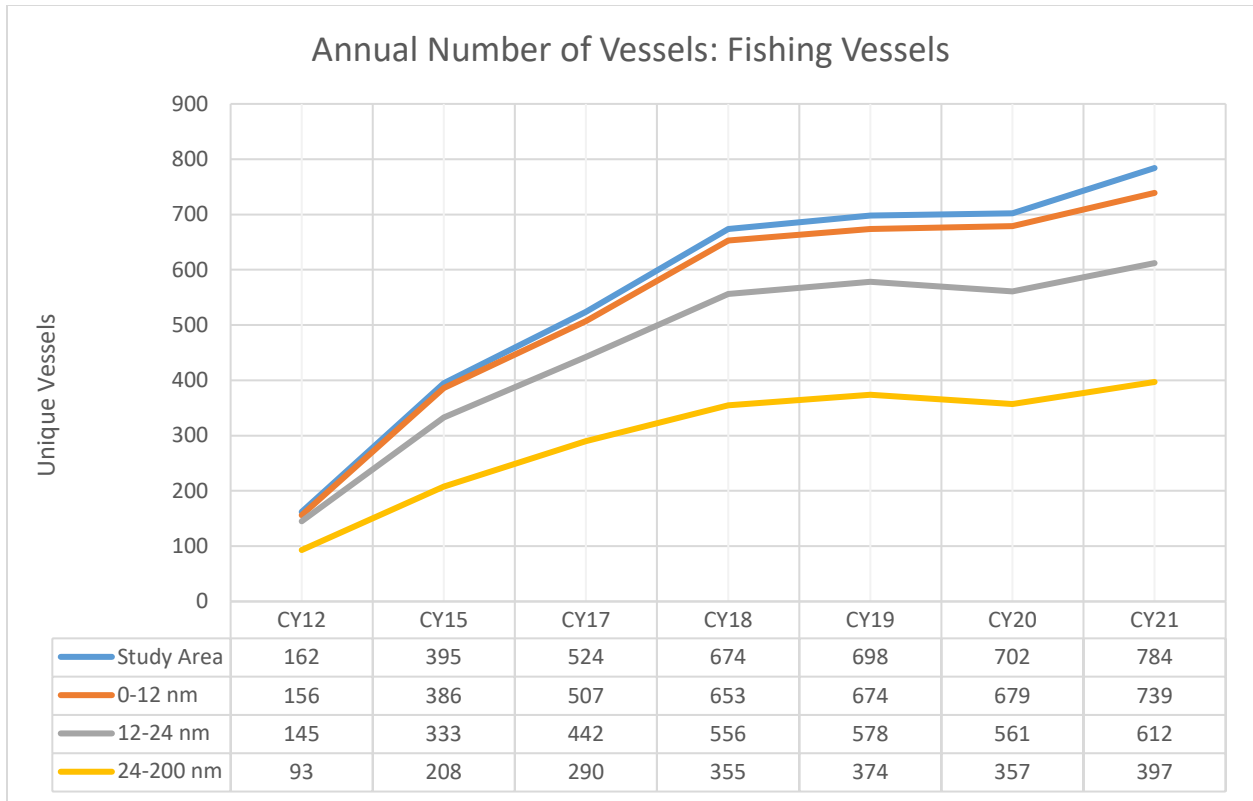 Annual Number of Vessels: Fishing Vessels
900
800
700
600
500
400
300
200
100
0
Unique Vessels
CY12 CY15 CY17 CY18 CY19 CY20 CY21
Study Area 162 395 524 674 698 702 784
0-12 nm 156 386 507 653 674 679 739
12-24 nm 145 333 442 556 578 561 612
24-200 nm 93 208 290 355 374 357 397